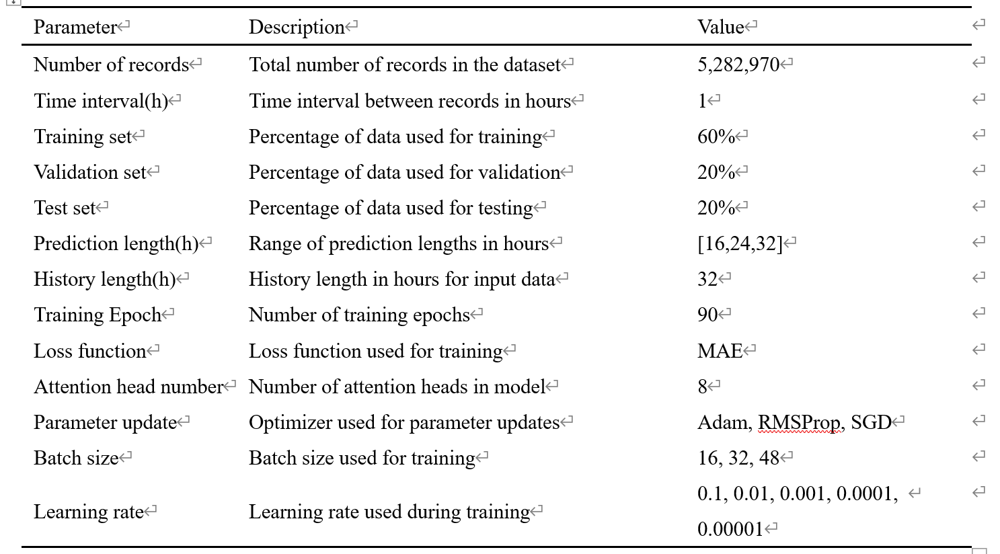 Parameter Description Value
Number of records Total number of records in the dataset 5,282,970
Time interval(h) Time interval between records in hours 1
Training set Percentage of data used for training 60%
Validation set Percentage of data used for validation 20%
Test set Percentage of data used for testing 20%
Prediction length(h) Range of prediction lengths in hours [16,24,32]
History length(h) History length in hours for input data 32
Training Epoch Number of training epochs 90
Loss function Loss function used for training MAE
Attention head number Number of attention heads in model 8
Parameter update Optimizer used for parameter updates Adam, RMSProp, SGD
Batch size Batch size used for training 16, 32, 48
Learning rate Learning rate used during training 0.1, 0.01, 0.001, 0.0001,
0.00001